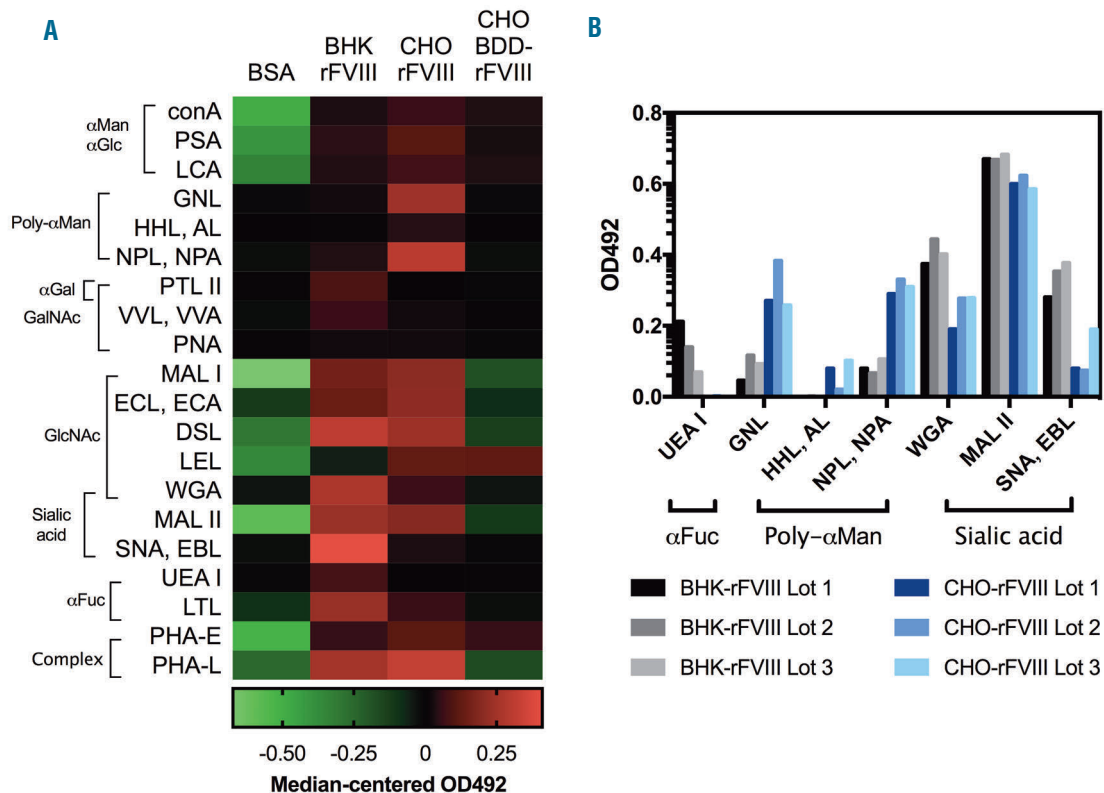 A
BSA
BHK
rFVIII
CHO
rFVIII
CHO
BDD-
rFVIII
αMan
αGlc
conA
PSA
LCA
Poly-αMan
GNL
HHL, AL
NPL, NPA
αGal
GalNAc
PTL II
VVL, VVA
PNA
GlcNAc
MAL I
ECL, ECA
DSL
LEL
WGA
Sialic
acid
MAL II
SNA, EBL
αFuc
UEA I
LTL
Complex
PHA-E
PHA-L
-0.50 -0.25 0 0.25
Median-centered OD492
B
OD492
0.8
0.6
0.4
0.2
0.0
UEA I
GNL
HHL, AL
NPL, NPA
WGA
MAL II
SNA, EBL
αFuc Poly-αMan Sialic acid
BHK-rFVIII Lot 1 CHO-rFVIII Lot 1
BHK-rFVIII Lot 2 CHO-rFVIII Lot 2
BHK-rFVIII Lot 3 CHO-rFVIII Lot 3